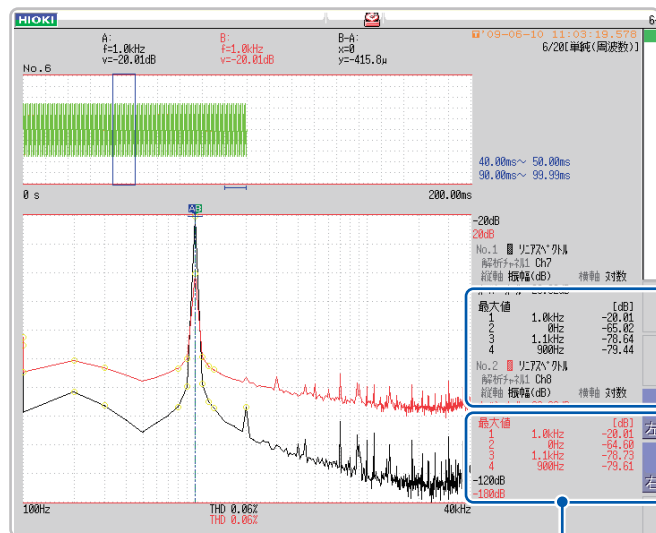 HIOKI
A:
f=1.0kHz
v=-20.01dB
B:
f=1.0kHz
v=-20.01dB
B-A:
x=0
y=-415.8μ
'09-06-10 11:03:19.578
6/20[単純(周波数)]
No.6
40.00ms～ 50.00ms
90.00ms～ 99.99ms
0 s
200.00ms
AB
-20dB
20dB
No.1 リニアスペクトル
解析チャネル1 Ch7
縦軸 振幅(dB) 横軸 対数
最大値 [dB]
1 1.0kHz -20.01
2 0Hz -65.02
3 1.1kHz -78.64
4 900Hz -79.44
No.2 リニアスペクトル
解析チャネル1 Ch8
縦軸 振幅(dB) 横軸 対数
最大値 [dB]
1 1.0kHz -20.01
2 0Hz -64.60
3 1.1kHz -78.73
4 900Hz -79.61
-120dB
-180dB
左
右
100Hz
THD 0.06%
THD 0.06%
40kHz